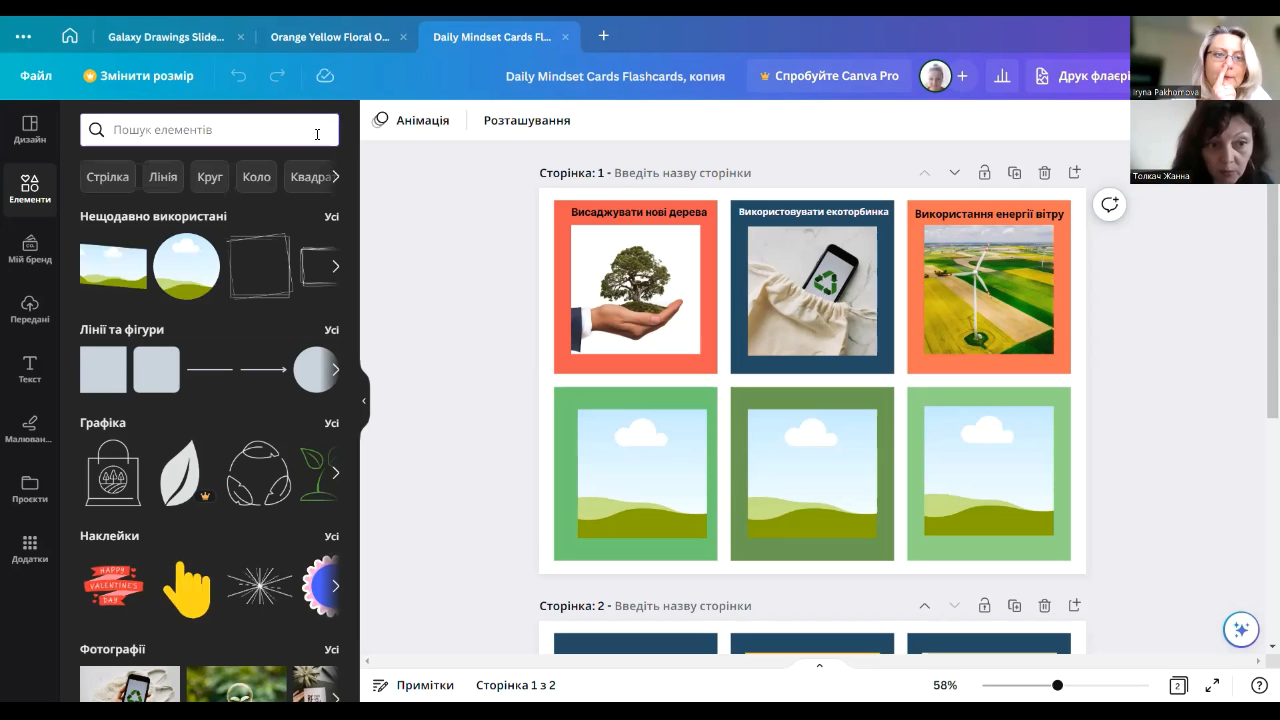 Galaxy Drawings Slide...
Orange Yellow Floral O...
Daily Mindset Cards Fl...
Файл
Змінити розмір
Daily Mindset Cards Flashcards, копия
Спробуйте Canva Pro
Друк флаєрі
Iryna Pakhomova
Толкач Жанна
Дизайн
Елементи
Мій бренд
Передані
Текст
Малюван...
Проєкти
Додатки
Пошук елементів
Стрілка
Лінія
Круг
Коло
Квадра
Нещодавно використані
Усі
Лінії та фігури
Усі
Графіка
Усі
Наклейки
Усі
HAPPY
VALENTINE'S
DAY
Фотографії
Усі
Анімація
Розташування
Сторінка: 1 - Введіть назву сторінки
Висаджувати нові дерева
Використовувати екоторбинка
Використання енергії вітру
Сторінка: 2 - Введіть назву сторінки
Примітки
Сторінка 1 з 2
58%
2